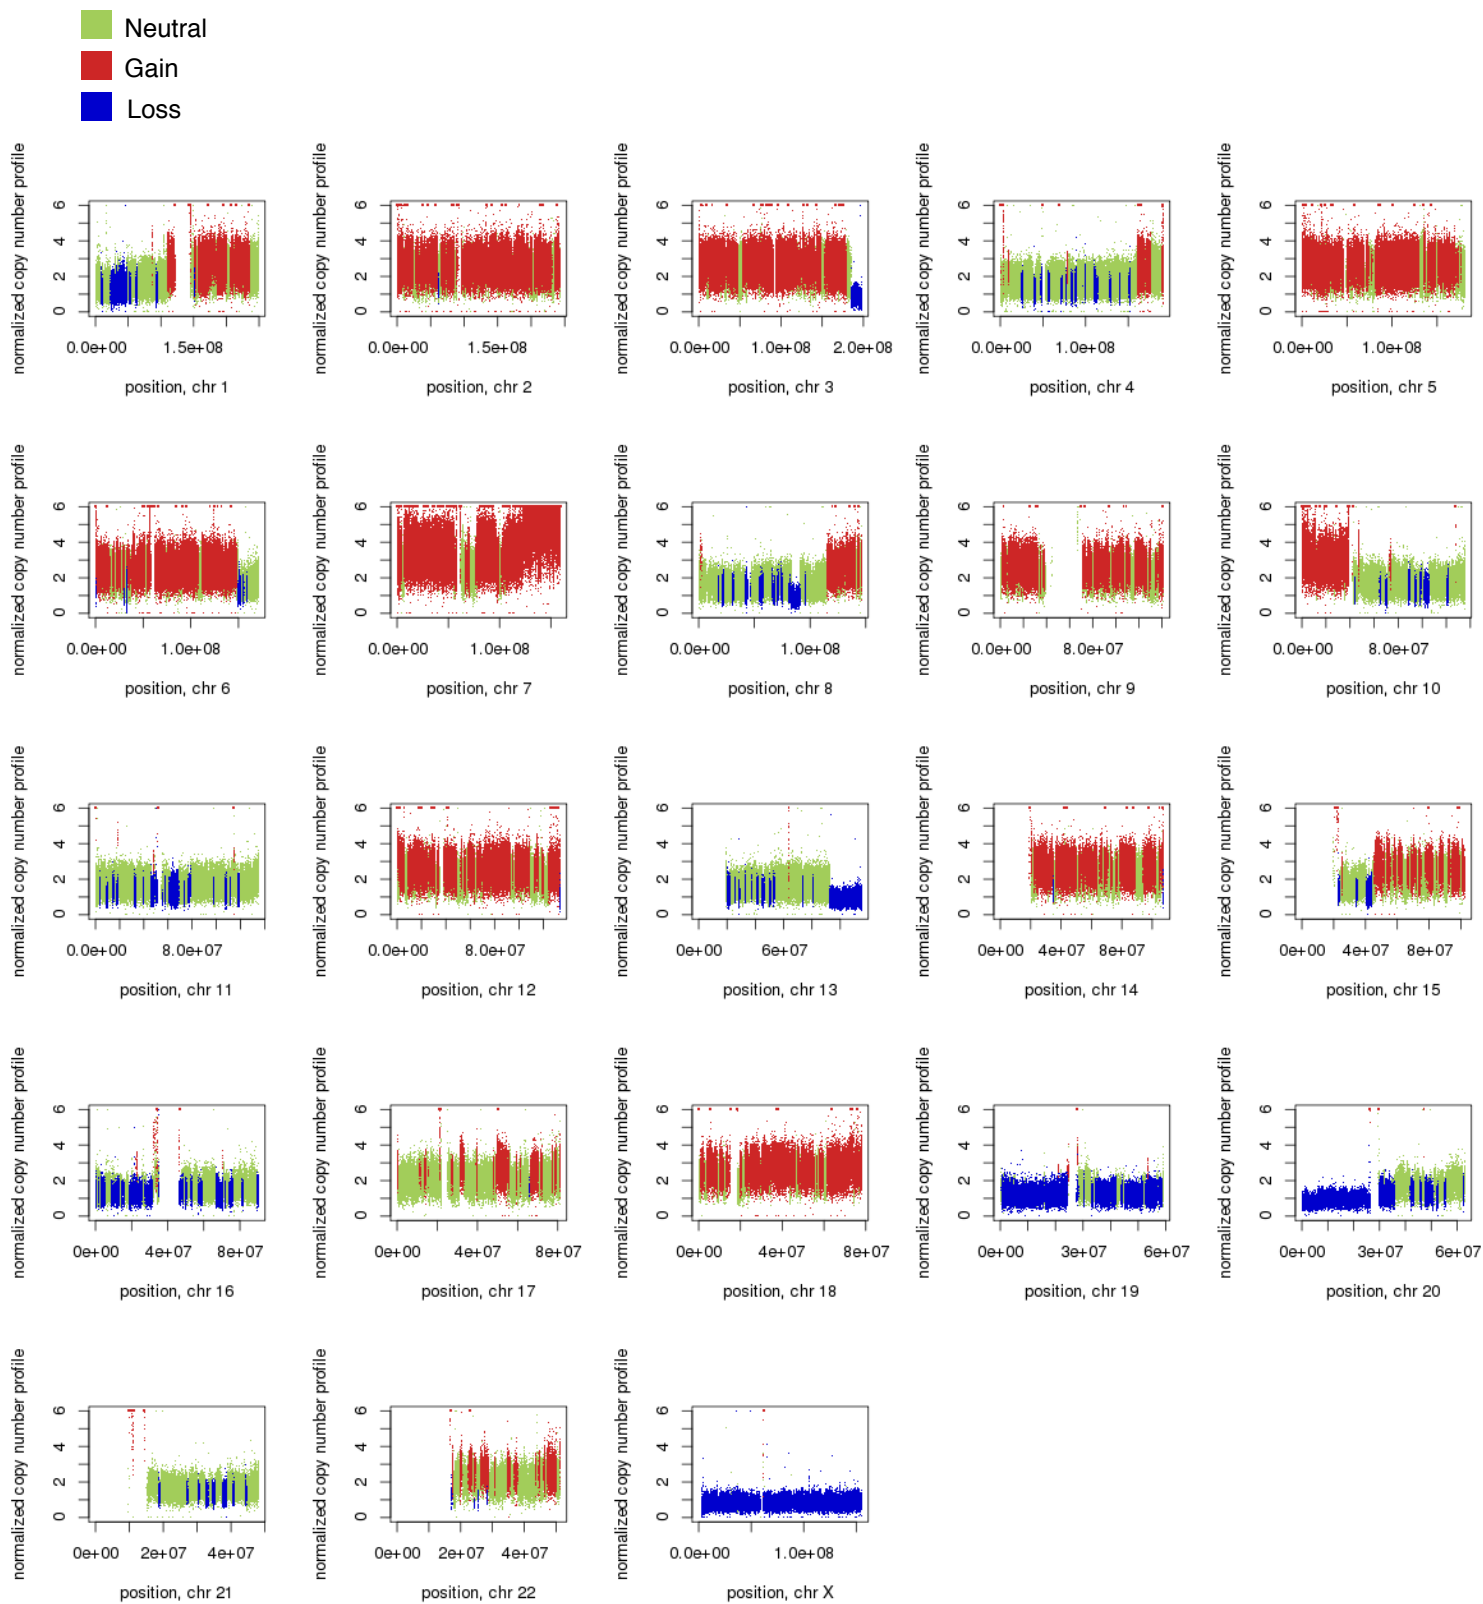 Neutral
Gain
Loss
normalized copy number profile
0 2 4 6
0.0e+00 1.5e+08
position, chr 1
normalized copy number profile
0 2 4 6
0.0e+00 1.5e+08
position, chr 2
normalized copy number profile
0 2 4 6
0.0e+00 1.0e+08 2.0e+08
position, chr 3
normalized copy number profile
0 2 4 6
0.0e+00 1.0e+08
position, chr 4
normalized copy number profile
0 2 4 6
0.0e+00 1.0e+08
position, chr 5
normalized copy number profile
0 2 4 6
0.0e+00 1.0e+08
position, chr 6
normalized copy number profile
0 2 4 6
0.0e+00 1.0e+08
position, chr 7
normalized copy number profile
0 2 4 6
0.0e+00 1.0e+08
position, chr 8
normalized copy number profile
0 2 4 6
0.0e+00 8.0e+07
position, chr 9
normalized copy number profile
0 2 4 6
0.0e+00 8.0e+07
position, chr 10
normalized copy number profile
0 2 4 6
0.0e+00 8.0e+07
position, chr 11
normalized copy number profile
0 2 4 6
0.0e+00 8.0e+07
position, chr 12
normalized copy number profile
0 2 4 6
0e+00 6e+07
position, chr 13
normalized copy number profile
0 2 4 6
0e+00 4e+07 8e+07
position, chr 14
normalized copy number profile
0 2 4 6
0e+00 4e+07 8e+07
position, chr 15
normalized copy number profile
0 2 4 6
0e+00 4e+07 8e+07
position, chr 16
normalized copy number profile
0 2 4 6
0e+00 4e+07 8e+07
position, chr 17
normalized copy number profile
0 2 4 6
0e+00 4e+07 8e+07
position, chr 18
normalized copy number profile
0 2 4 6
0e+00 3e+07 6e+07
position, chr 19
normalized copy number profile
0 2 4 6
0e+00 3e+07 6e+07
position, chr 20
normalized copy number profile
0 2 4 6
0e+00 2e+07 4e+07
position, chr 21
normalized copy number profile
0 2 4 6
0e+00 2e+07 4e+07
position, chr 22
normalized copy number profile
0 2 4 6
0.0e+00 1.0e+08
position, chr X